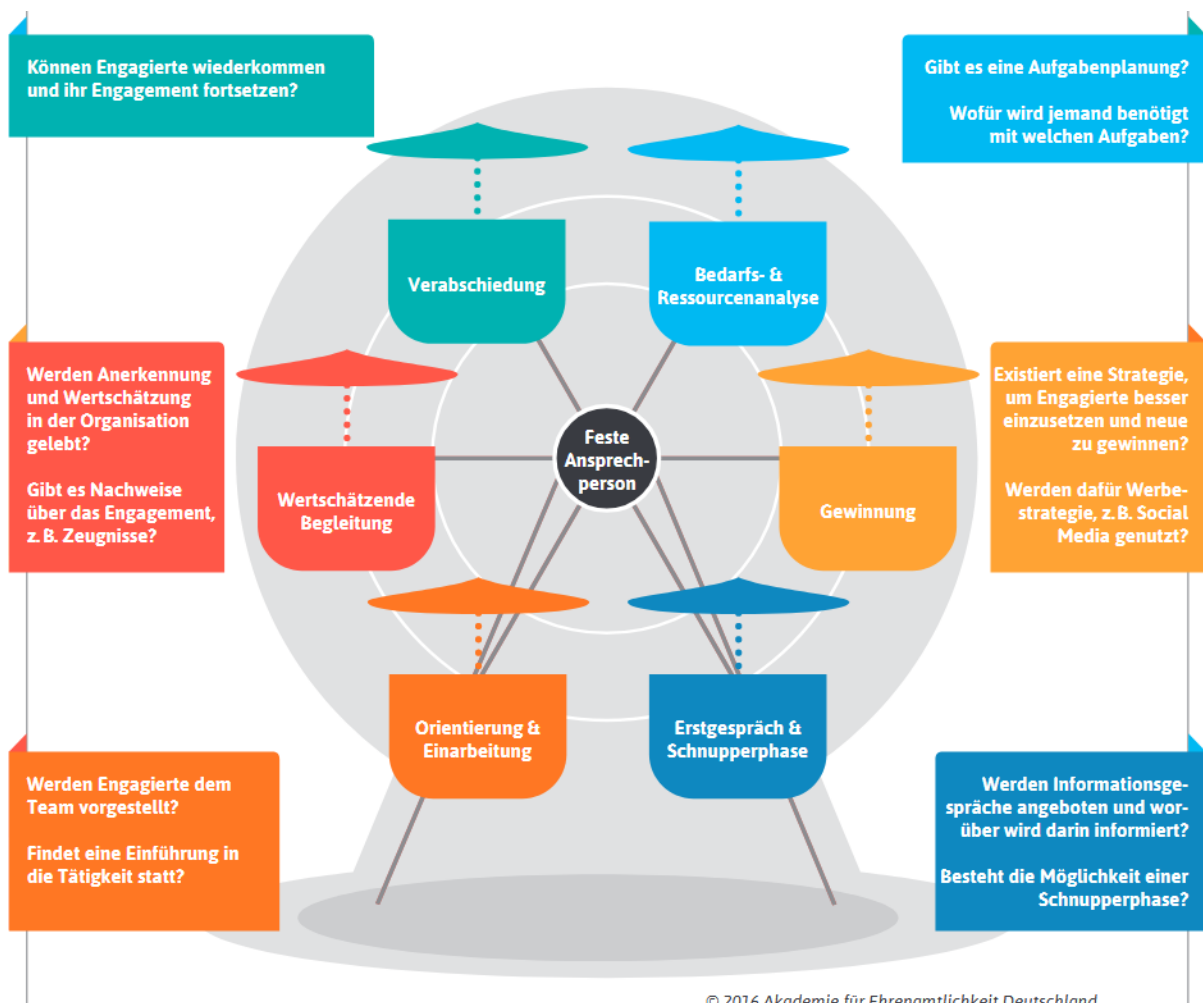 Können Engagierte wiederkommen
und ihr Engagement fortsetzen?
Gibt es eine Aufgabenplanung?
Wofür wird jemand benötigt
mit welchen Aufgaben?
Verabschiedung
Bedarfs- &
Ressourcenanalyse
Werden Anerkennung
und Wertschätzung
in der Organisation
gelebt?
Gibt es Nachweise
über das Engagement,
z. B. Zeugnisse?
Wertschätzende
Begleitung
Feste
Ansprech-
person
Gewinnung
Existiert eine Strategie,
um Engagierte besser
einzusetzen und neue
zu gewinnen?
Werden dafür Werbe-
strategie, z. B. Social
Media genutzt?
Orientierung &
Einarbeitung
Erstgespräch &
Schnupperphase
Werden Engagierte dem
Team vorgestellt?
Findet eine Einführung in
die Tätigkeit statt?
Werden Informationsge-
spräche angeboten und wor-
über wird darin informiert?
Besteht die Möglichkeit einer
Schnupperphase?
© 2016 Akademie für Ehrenamtlichkeit Deutschland